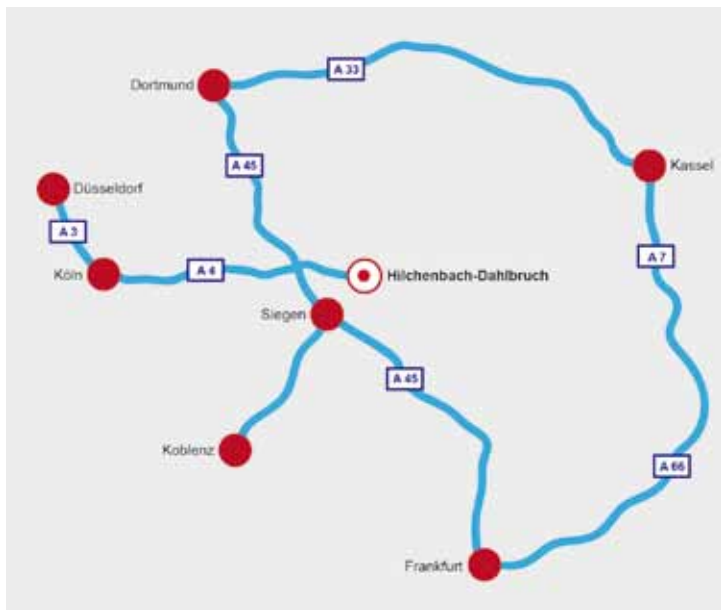 A 33
Dortmund
A 45
Kassel
Düsseldorf
A 3
A 7
Köln
A 4
Hilchenbach-Dahlbruch
Siegen
A 45
Koblenz
A 66
Frankfurt